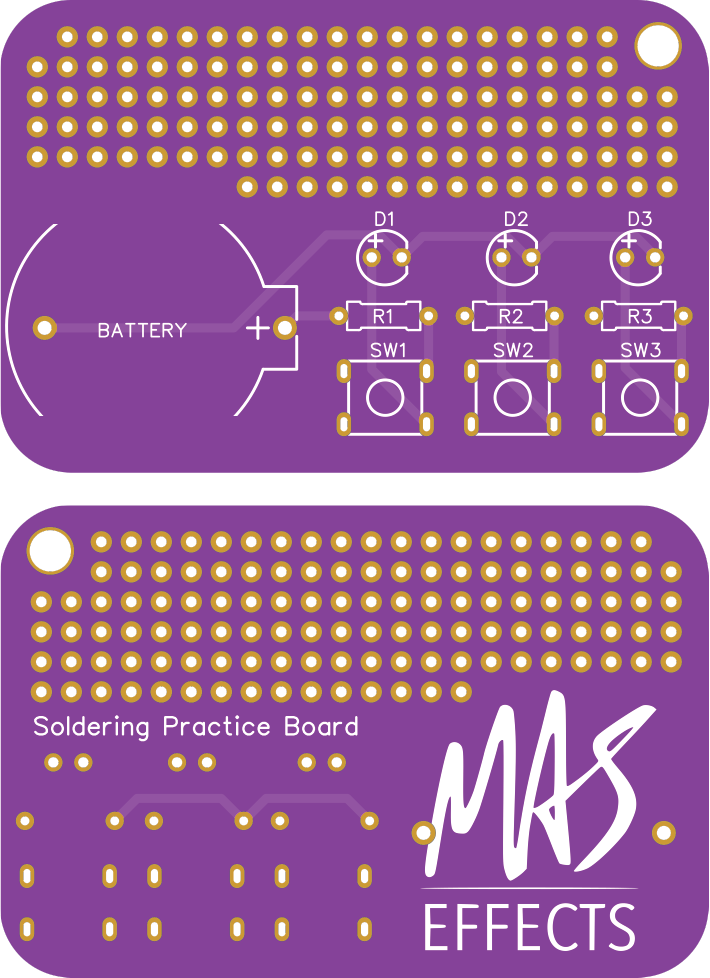 D1 D2 D3
+ + +
BATTERY +
R1 R2 R3
SW1 SW2 SW3
Soldering Practice Board
MAS
EFFECTS